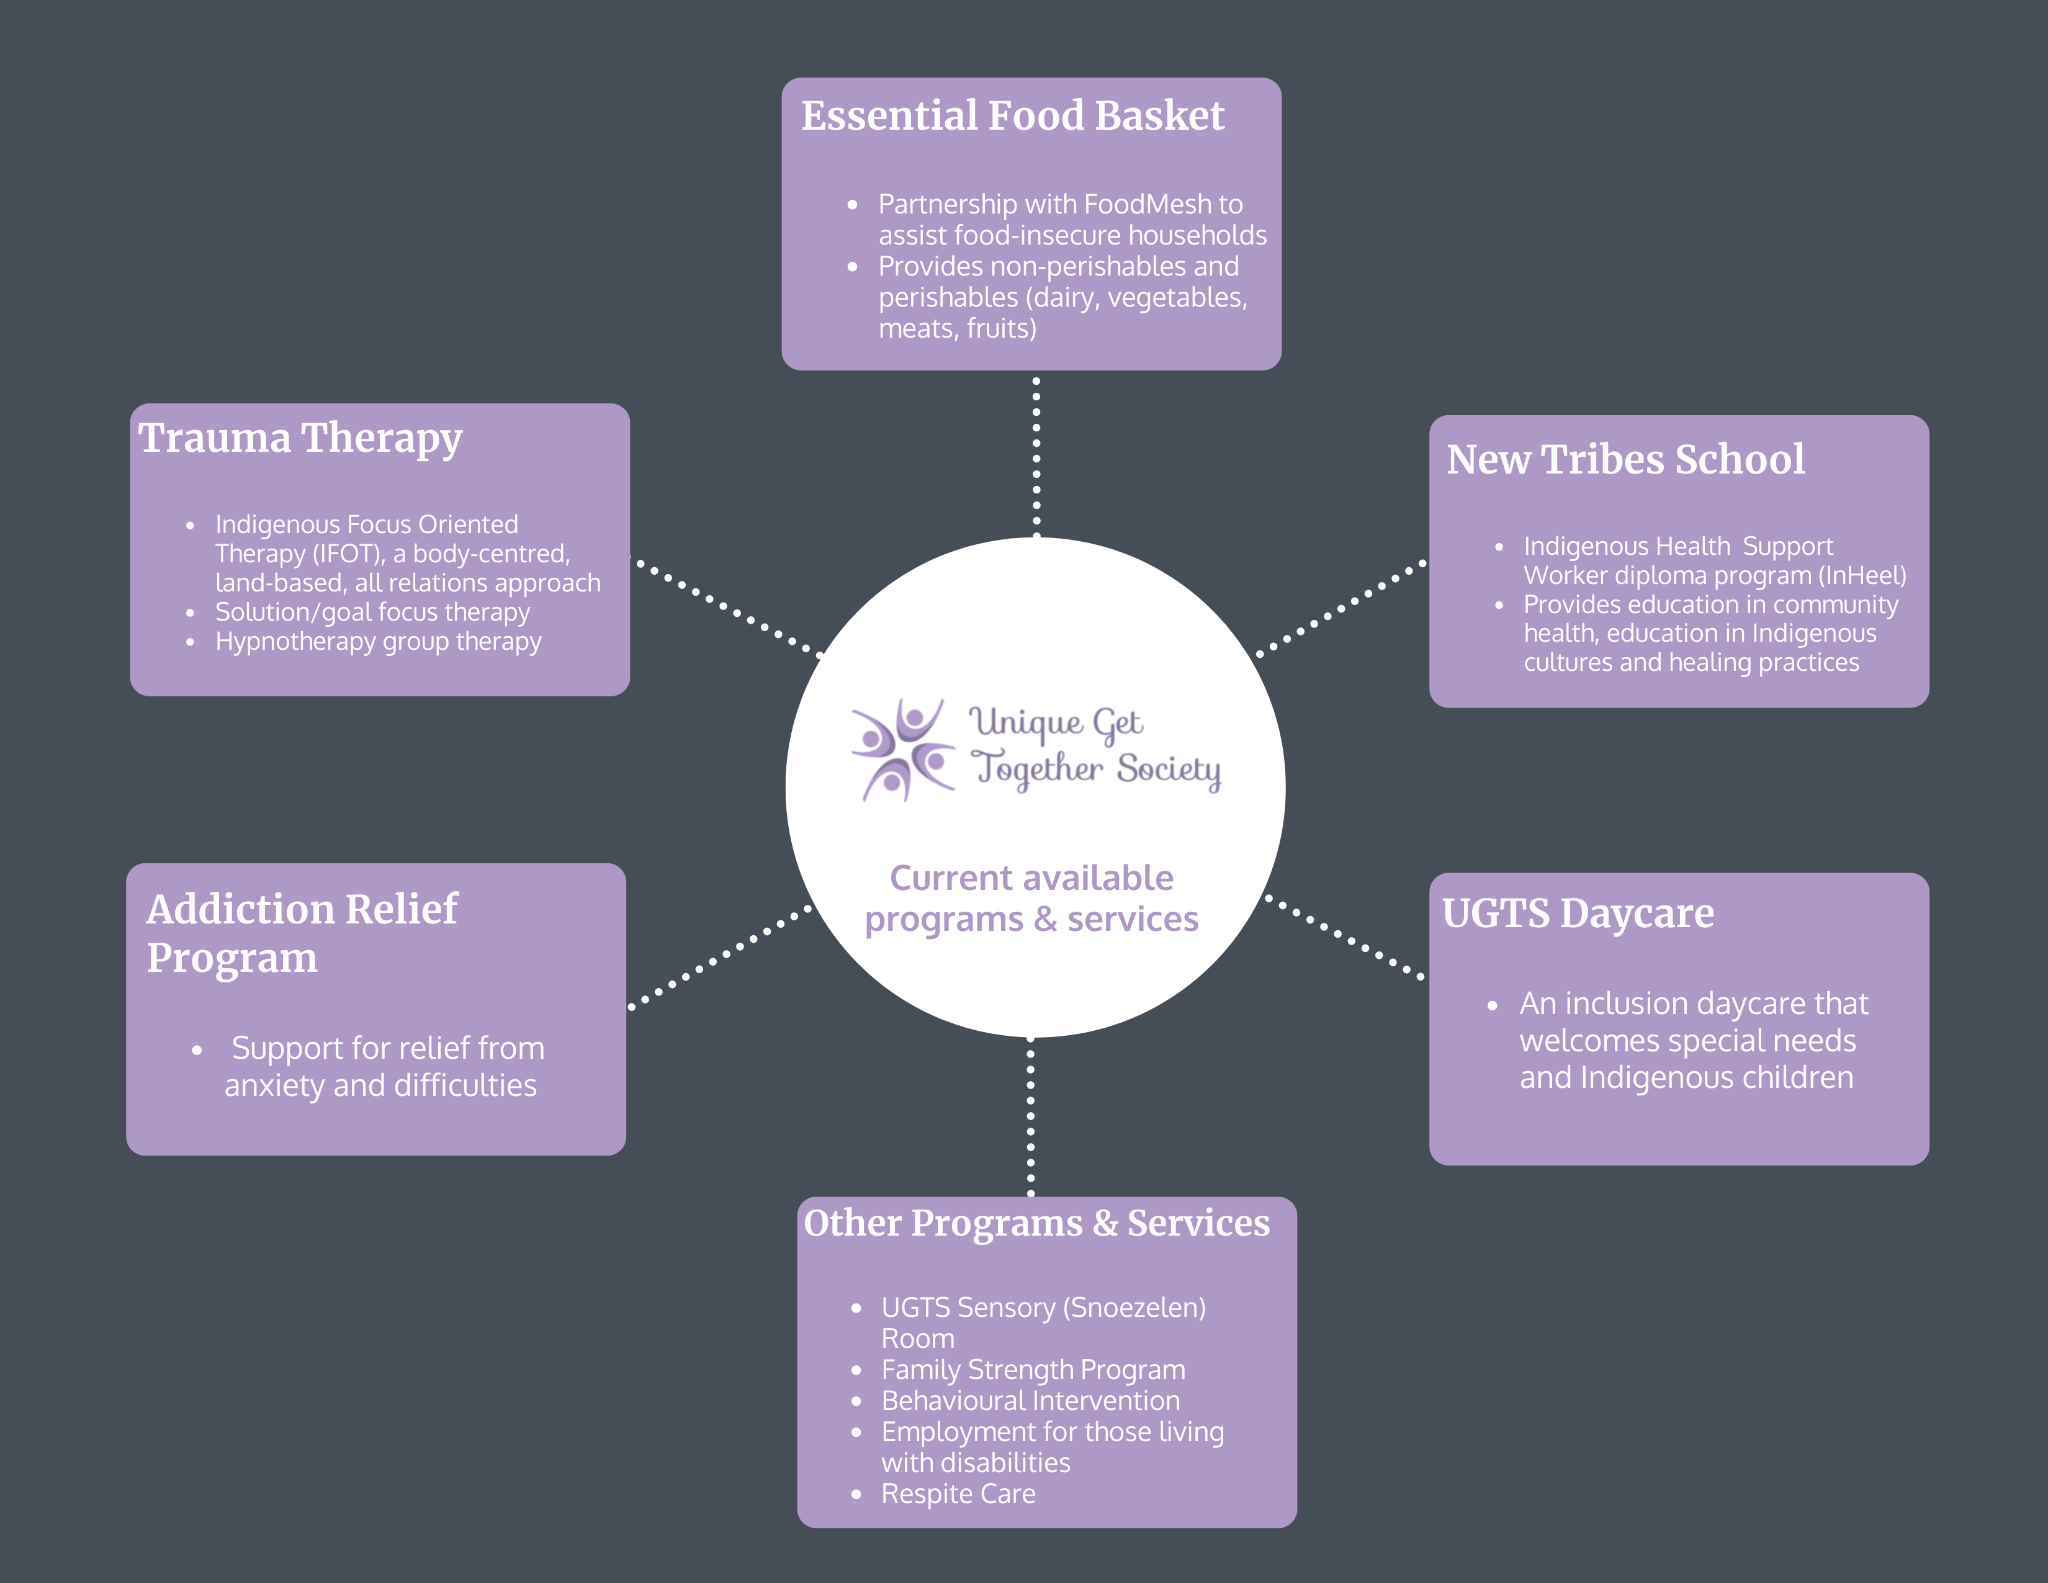 Essential Food Basket
• Partnership with FoodMesh to
assist food-insecure households
• Provides non-perishables and
perishables (dairy, vegetables,
meats, fruits)
Trauma Therapy
• Indigenous Focus Oriented
Therapy (IFOT), a body-centred,
land-based, all relations approach
• Solution/goal focus therapy
• Hypnotherapy group therapy
New Tribes School
• Indigenous Health  Support
Worker diploma program (InHeel)
• Provides education in community
health, education in Indigenous
cultures and healing practices
Unique Get
Together Society
Current available
programs & services
Addiction Relief
Program
• Support for relief from
anxiety and difficulties
UGTS Daycare
• An inclusion daycare that
welcomes special needs
and Indigenous children
Other Programs & Services
• UGTS Sensory (Snoezelen)
Room
• Family Strength Program
• Behavioural Intervention
• Employment for those living
with disabilities
• Respite Care